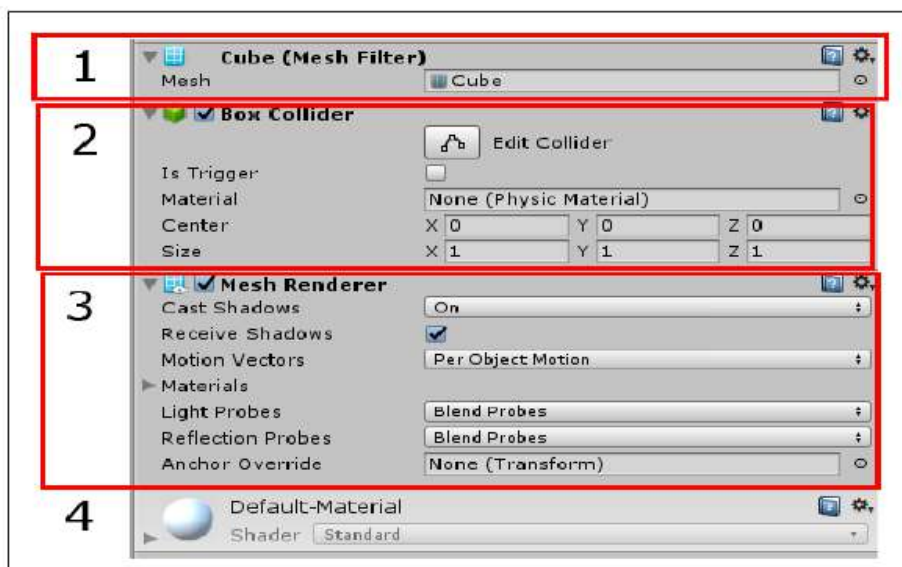 1
Cube (Mesh Filter)
Mesh Cube
2
Box Collider
Edit Collider
Is Trigger
Material None (Physic Material)
Center X 0 Y 0 Z 0
Size X 1 Y 1 Z 1
3
Mesh Renderer
Cast Shadows On
Receive Shadows
Motion Vectors Per Object Motion
Materials
Light Probes Blend Probes
Reflection Probes Blend Probes
Anchor Override None (Transform)
4
Default-Material
Shader Standard